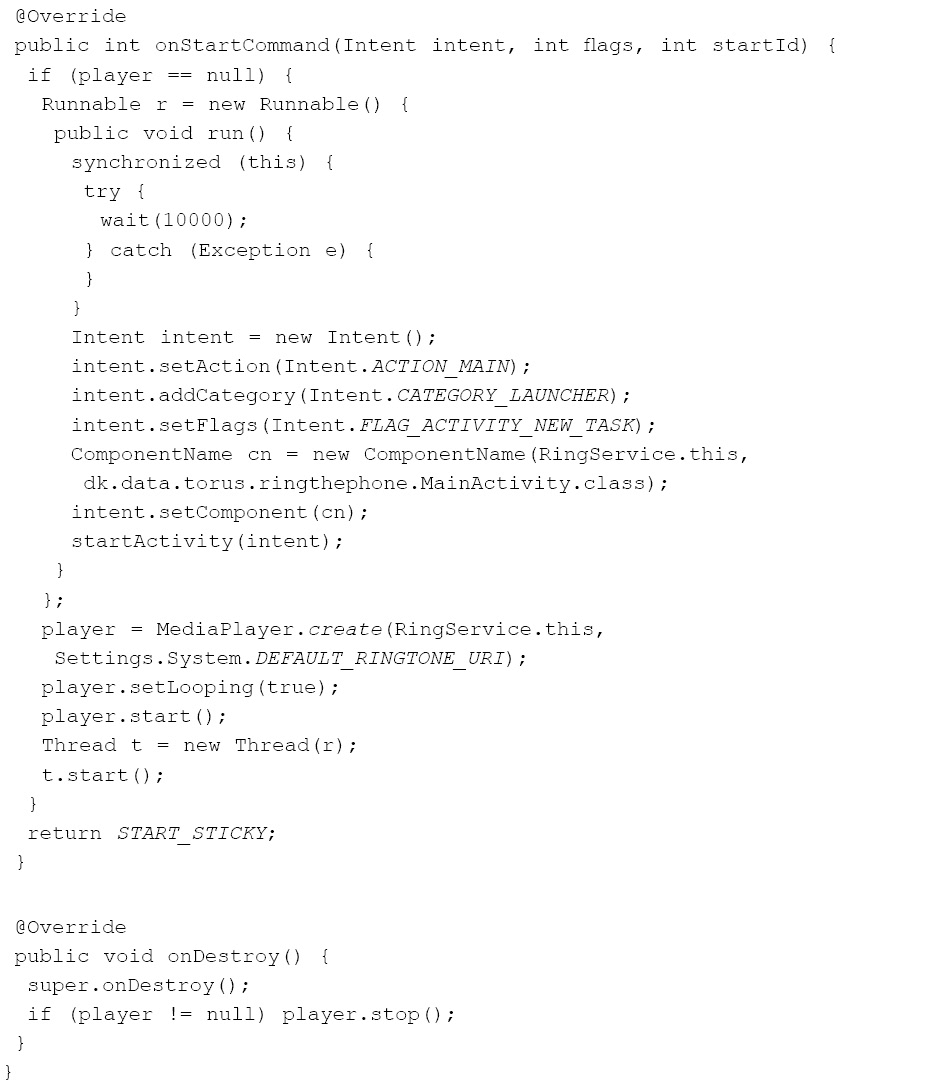 @Override
public int onStartCommand(Intent intent, int flags, int startId) {
if (player == null) {
Runnable r = new Runnable() {
public void run() {
synchronized (this) {
try {
wait(10000);
} catch (Exception e) {
}
}
Intent intent = new Intent();
intent.setAction(Intent.ACTION_MAIN);
intent.addCategory(Intent.CATEGORY_LAUNCHER);
intent.setFlags(Intent.FLAG_ACTIVITY_NEW_TASK);
ComponentName cn = new ComponentName(RingService.this,
dk.data.torus.ringthephone.MainActivity.class);
intent.setComponent(cn);
startActivity(intent);
}
};
player = MediaPlayer.create(RingService.this,
Settings.System.DEFAULT_RINGTONE_URI);
player.setLooping(true);
player.start();
Thread t = new Thread(r);
t.start();
}
return START_STICKY;
}
@Override
public void onDestroy() {
super.onDestroy();
if (player != null) player.stop();
}
}